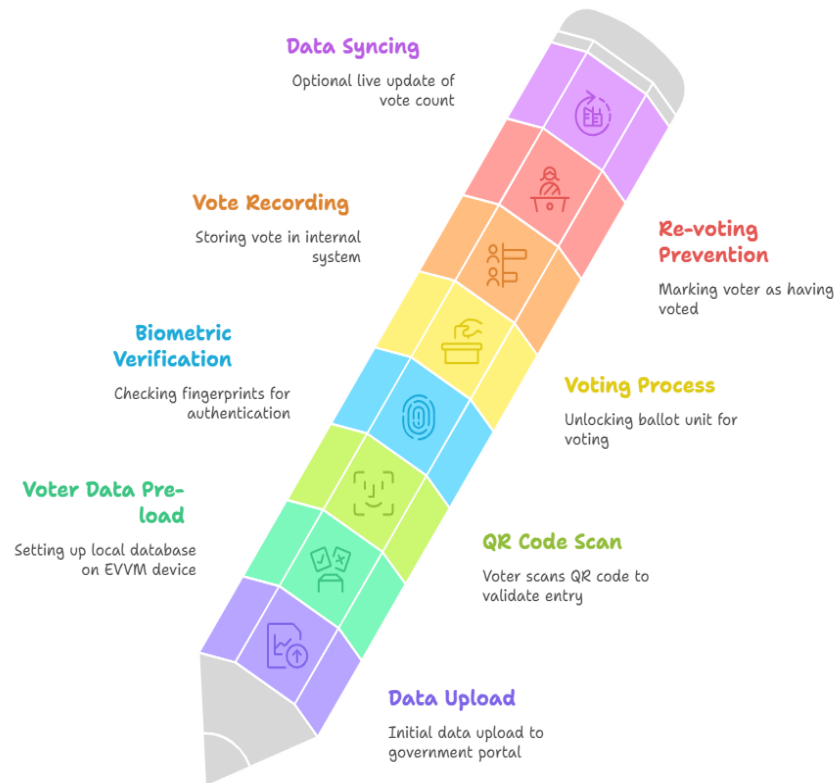 Data Syncing
Optional live update of
vote count
Vote Recording
Storing vote in internal
system
Re-voting
Prevention
Marking voter as having
voted
Biometric
Verification
Checking fingerprints for
authentication
Voting Process
Unlocking ballot unit for
voting
Voter Data Pre-
load
Setting up local database
on EVVM device
QR Code Scan
Voter scans QR code to
validate entry
Data Upload
Initial data upload to
government portal